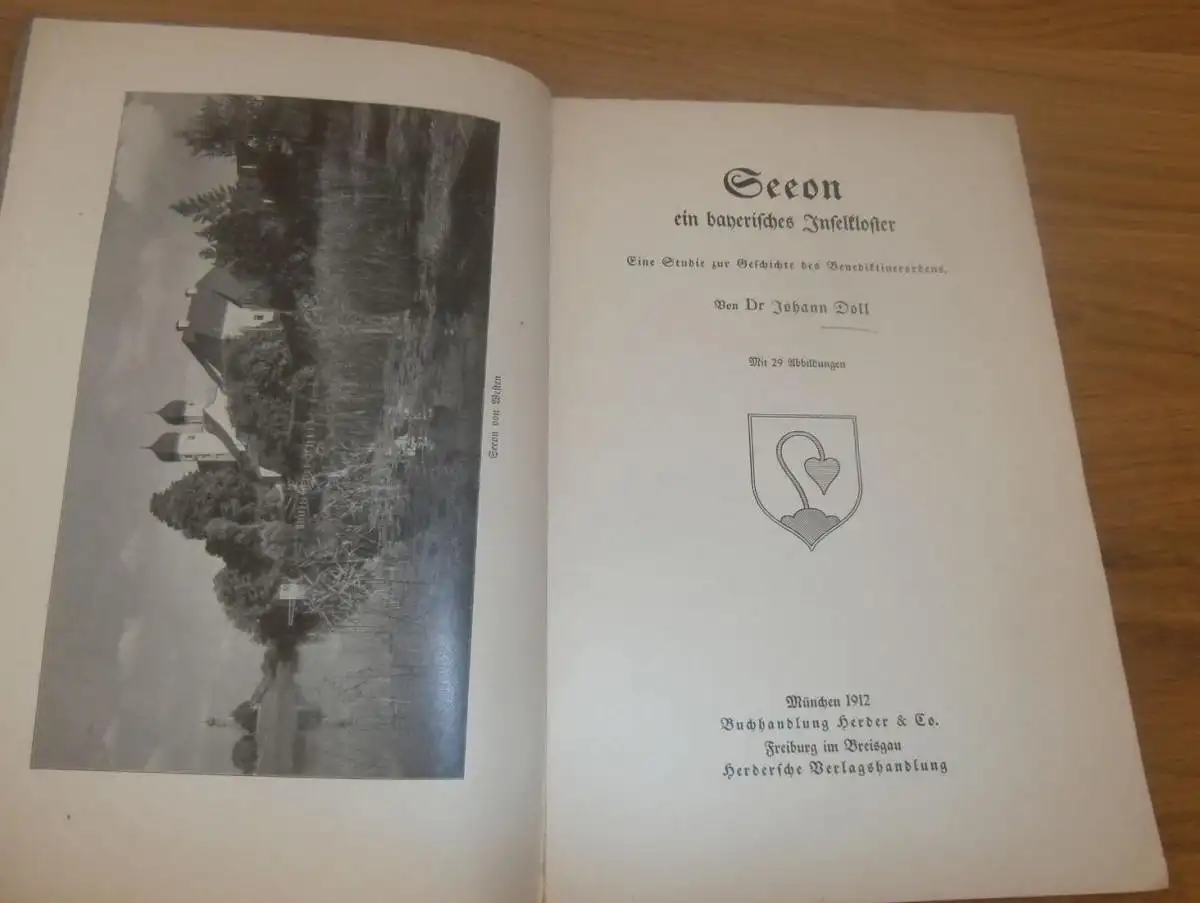 Seeon von Westen
Seeon
ein bayerisches Inselkloster
Eine Studie zur Geschichte des Benediktinerordens.
Von Dr Johann Doll
Mit 29 Abbildungen
München 1912
Buchhandlung Herder & Co.
Freiburg im Breisgau
Herdersche Verlagshandlung